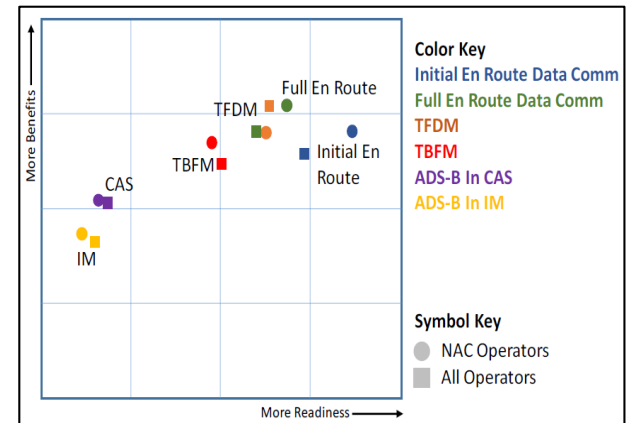 More Benefits
Full En Route
TFDM
TBFM
Initial En
Route
CAS
IM
More Readiness
Color Key
Initial En Route Data Comm
Full En Route Data Comm
TFDM
TBFM
ADS-B In CAS
ADS-B In IM
Symbol Key
NAC Operators
All Operators